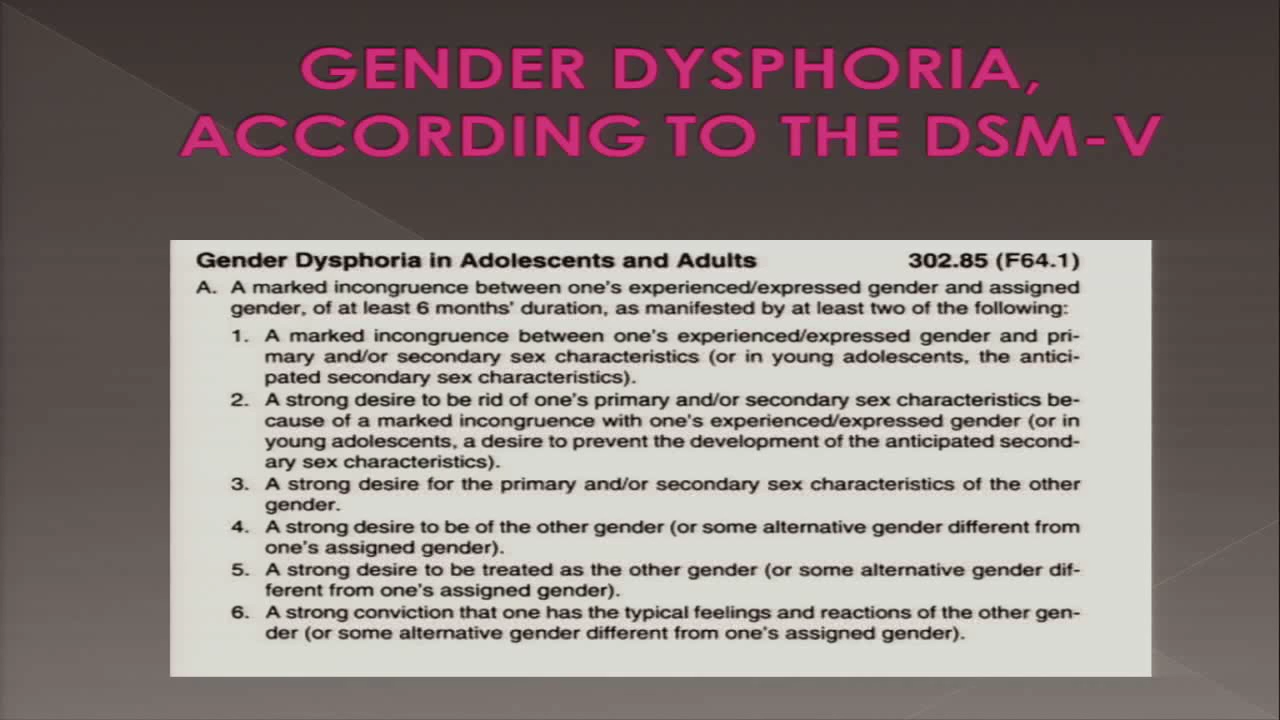 GENDER DYSPHORIA,
ACCORDING TO THE DSM-V
Gender Dysphoria in Adolescents and Adults 302.85 (F64.1)
A. A marked incongruence between one's experienced/expressed gender and assigned
gender, of at least 6 months' duration, as manifested by at least two of the following:
1. A marked incongruence between one's experienced/expressed gender and pri-
mary and/or secondary sex characteristics (or in young adolescents, the antici-
pated secondary sex characteristics).
2. A strong desire to be rid of one's primary and/or secondary sex characteristics be-
cause of a marked incongruence with one's experienced/expressed gender (or in
young adolescents, a desire to prevent the development of the anticipated second-
ary sex characteristics).
3. A strong desire for the primary and/or secondary sex characteristics of the other
gender.
4. A strong desire to be of the other gender (or some alternative gender different from
one's assigned gender).
5. A strong desire to be treated as the other gender (or some alternative gender dif-
ferent from one's assigned gender).
6. A strong conviction that one has the typical feelings and reactions of the other gen-
der (or some alternative gender different from one's assigned gender).